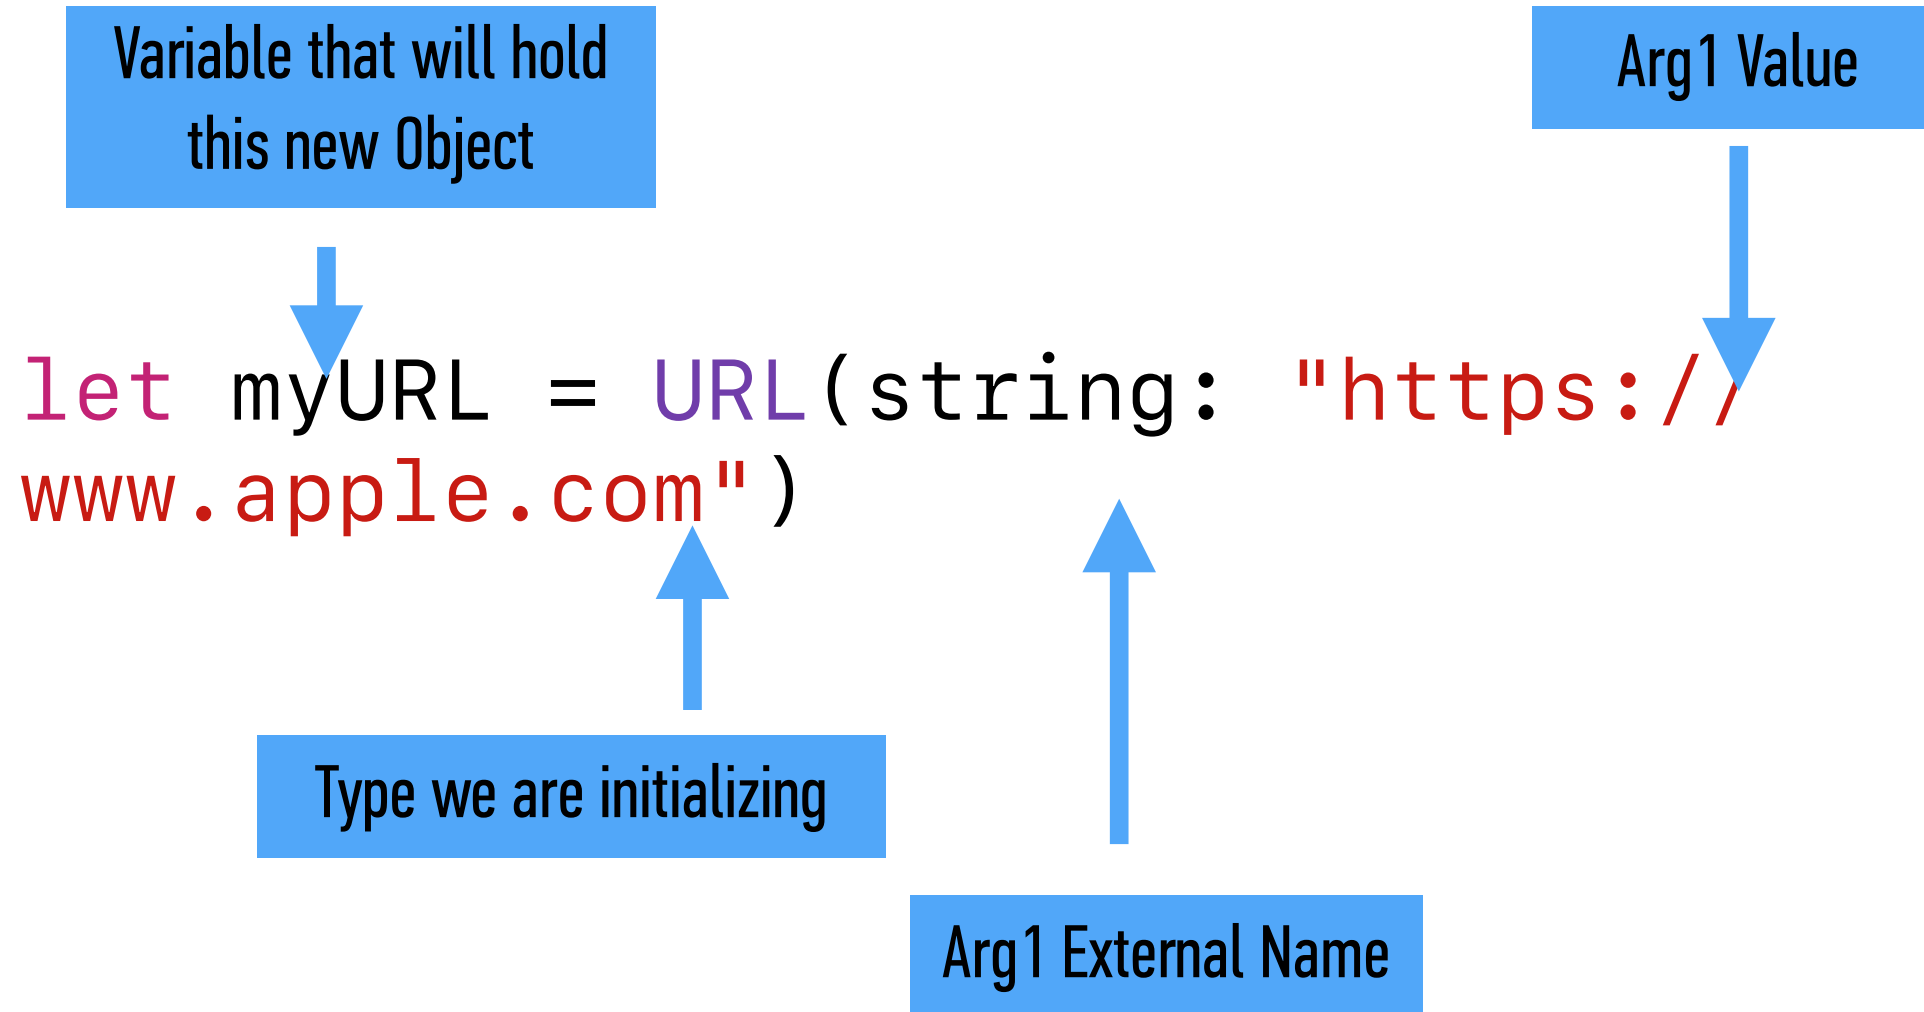 Variable that will hold
this new Object
Arg1 Value
let myURL = URL(string: "https://
www.apple.com")
Type we are initializing
Arg1 External Name